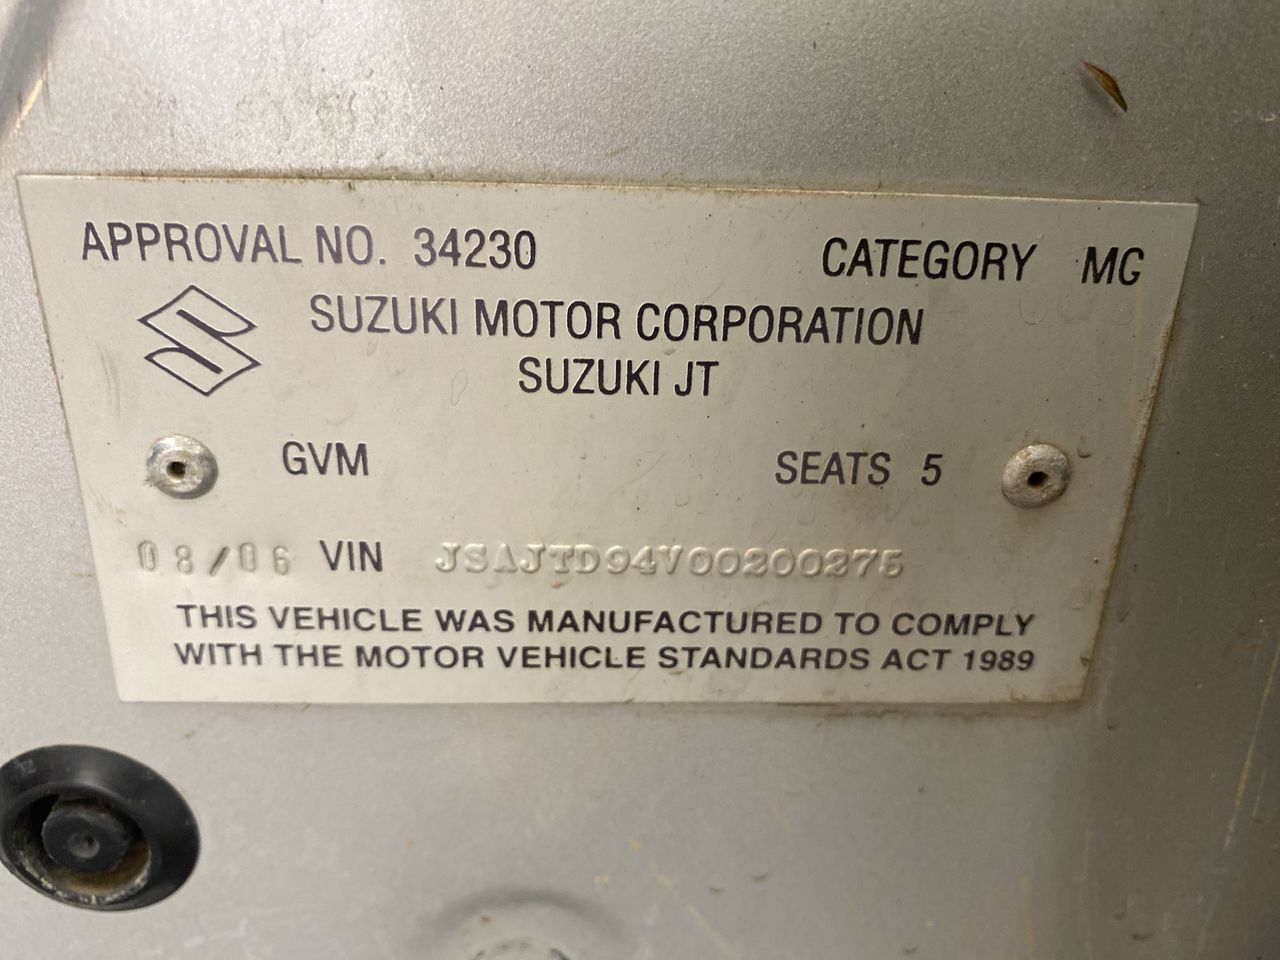 APPROVAL NO. 34230 CATEGORY MG
SUZUKI MOTOR CORPORATION
SUZUKI JT
GVM SEATS 5
08/06 VIN JSAJTD94V00200275
THIS VEHICLE WAS MANUFACTURED TO COMPLY
WITH THE MOTOR VEHICLE STANDARDS ACT 1989